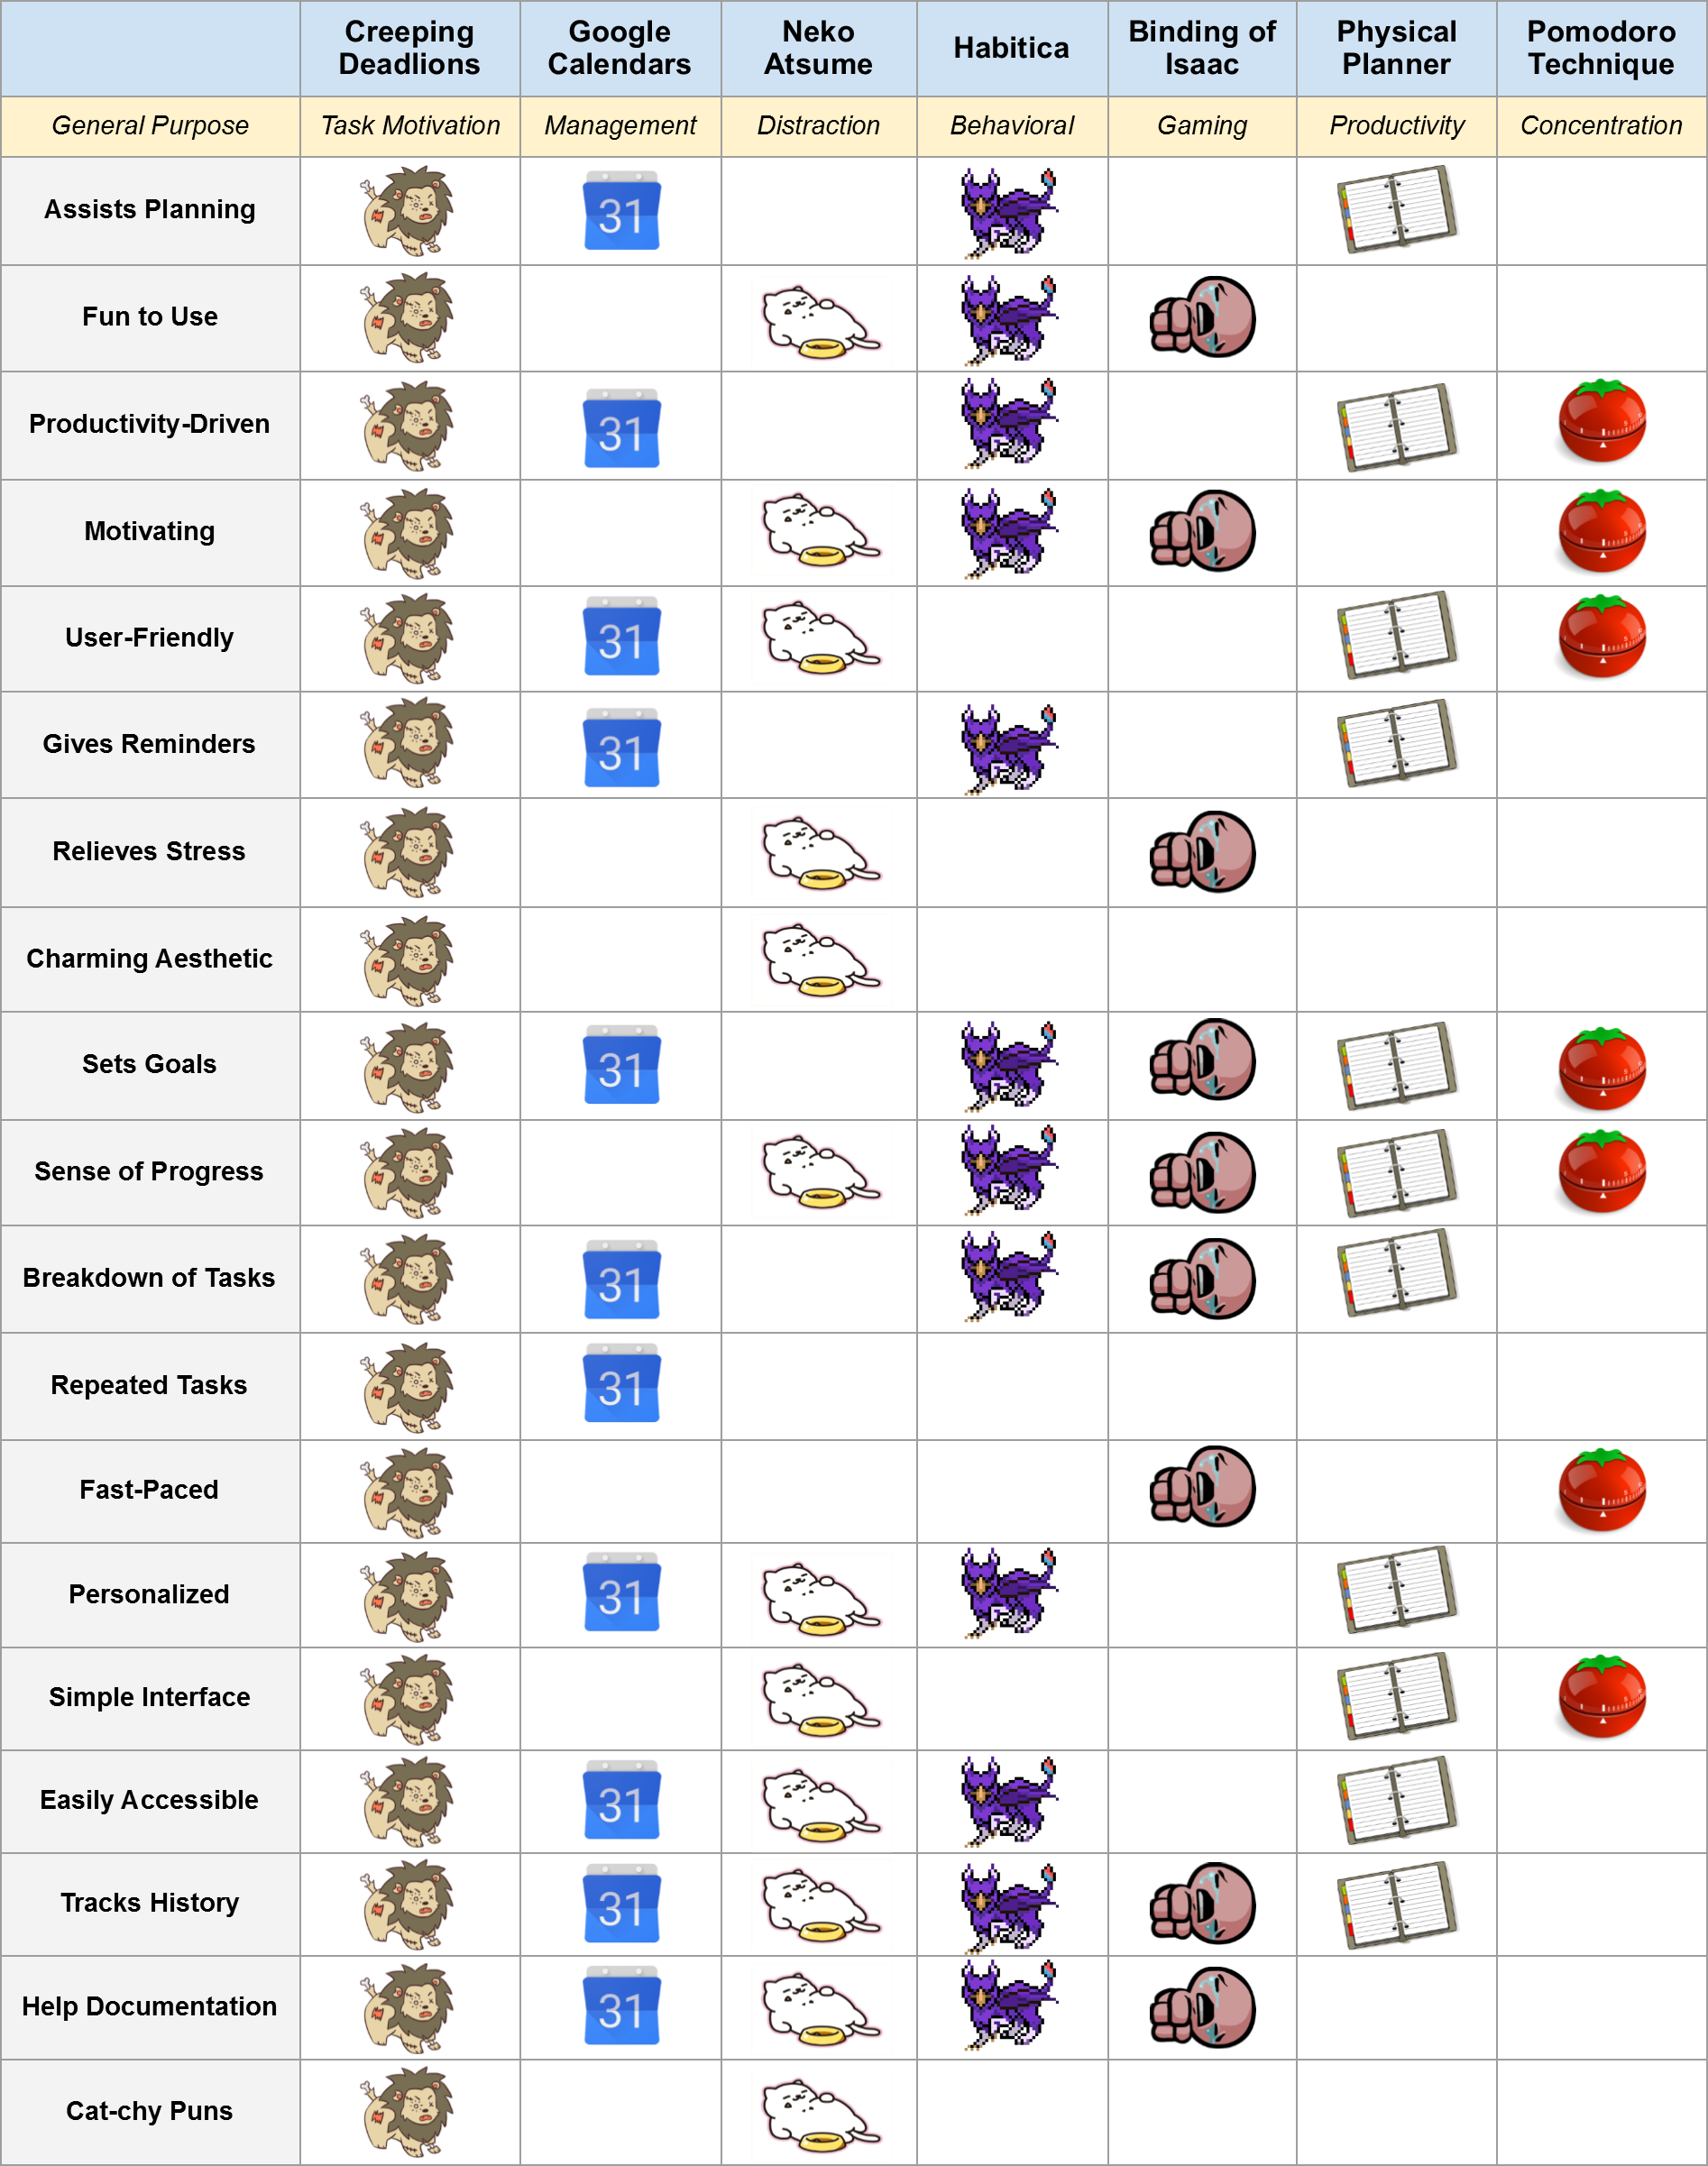 Creeping Deadlions
Google Calendars
Neko Atsume
Habitica
Binding of Isaac
Physical Planner
Pomodoro Technique
General Purpose
Task Motivation
Management
Distraction
Behavioral
Gaming
Productivity
Concentration
Assists Planning
31
Fun to Use
Productivity-Driven
31
Motivating
User-Friendly
31
Gives Reminders
31
Relieves Stress
Charming Aesthetic
Sets Goals
31
Sense of Progress
Breakdown of Tasks
31
Repeated Tasks
31
Fast-Paced
Personalized
31
Simple Interface
Easily Accessible
31
Tracks History
31
Help Documentation
31
Cat-chy Puns